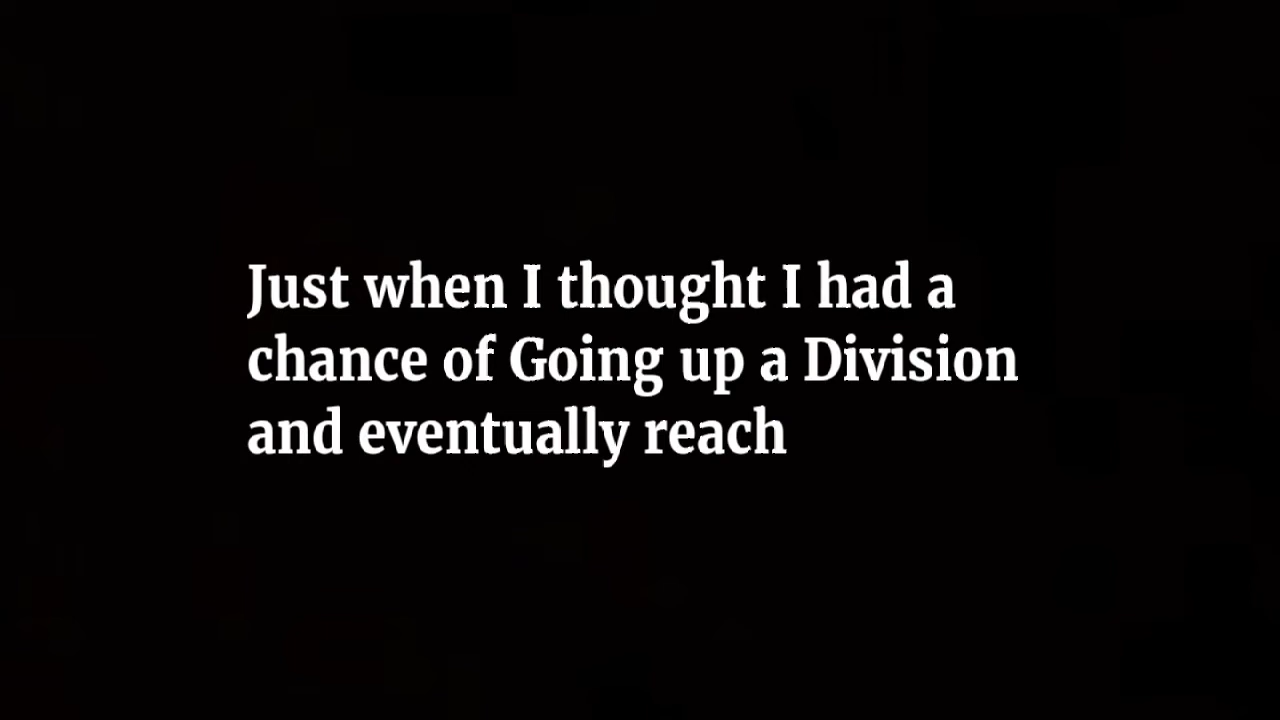 Just when I thought I had a
chance of Going up a Division
and eventually reach